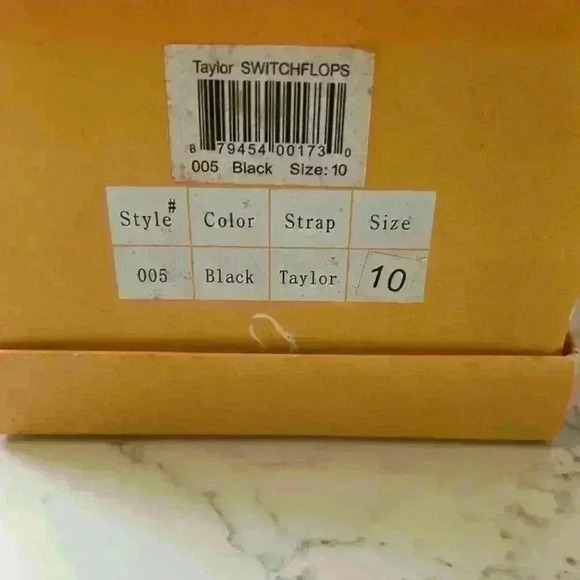 Taylor SWITCHFLOPS
8 79454 00173 0
005 Black Size: 10
Style# Color Strap Size
005 Black Taylor 10